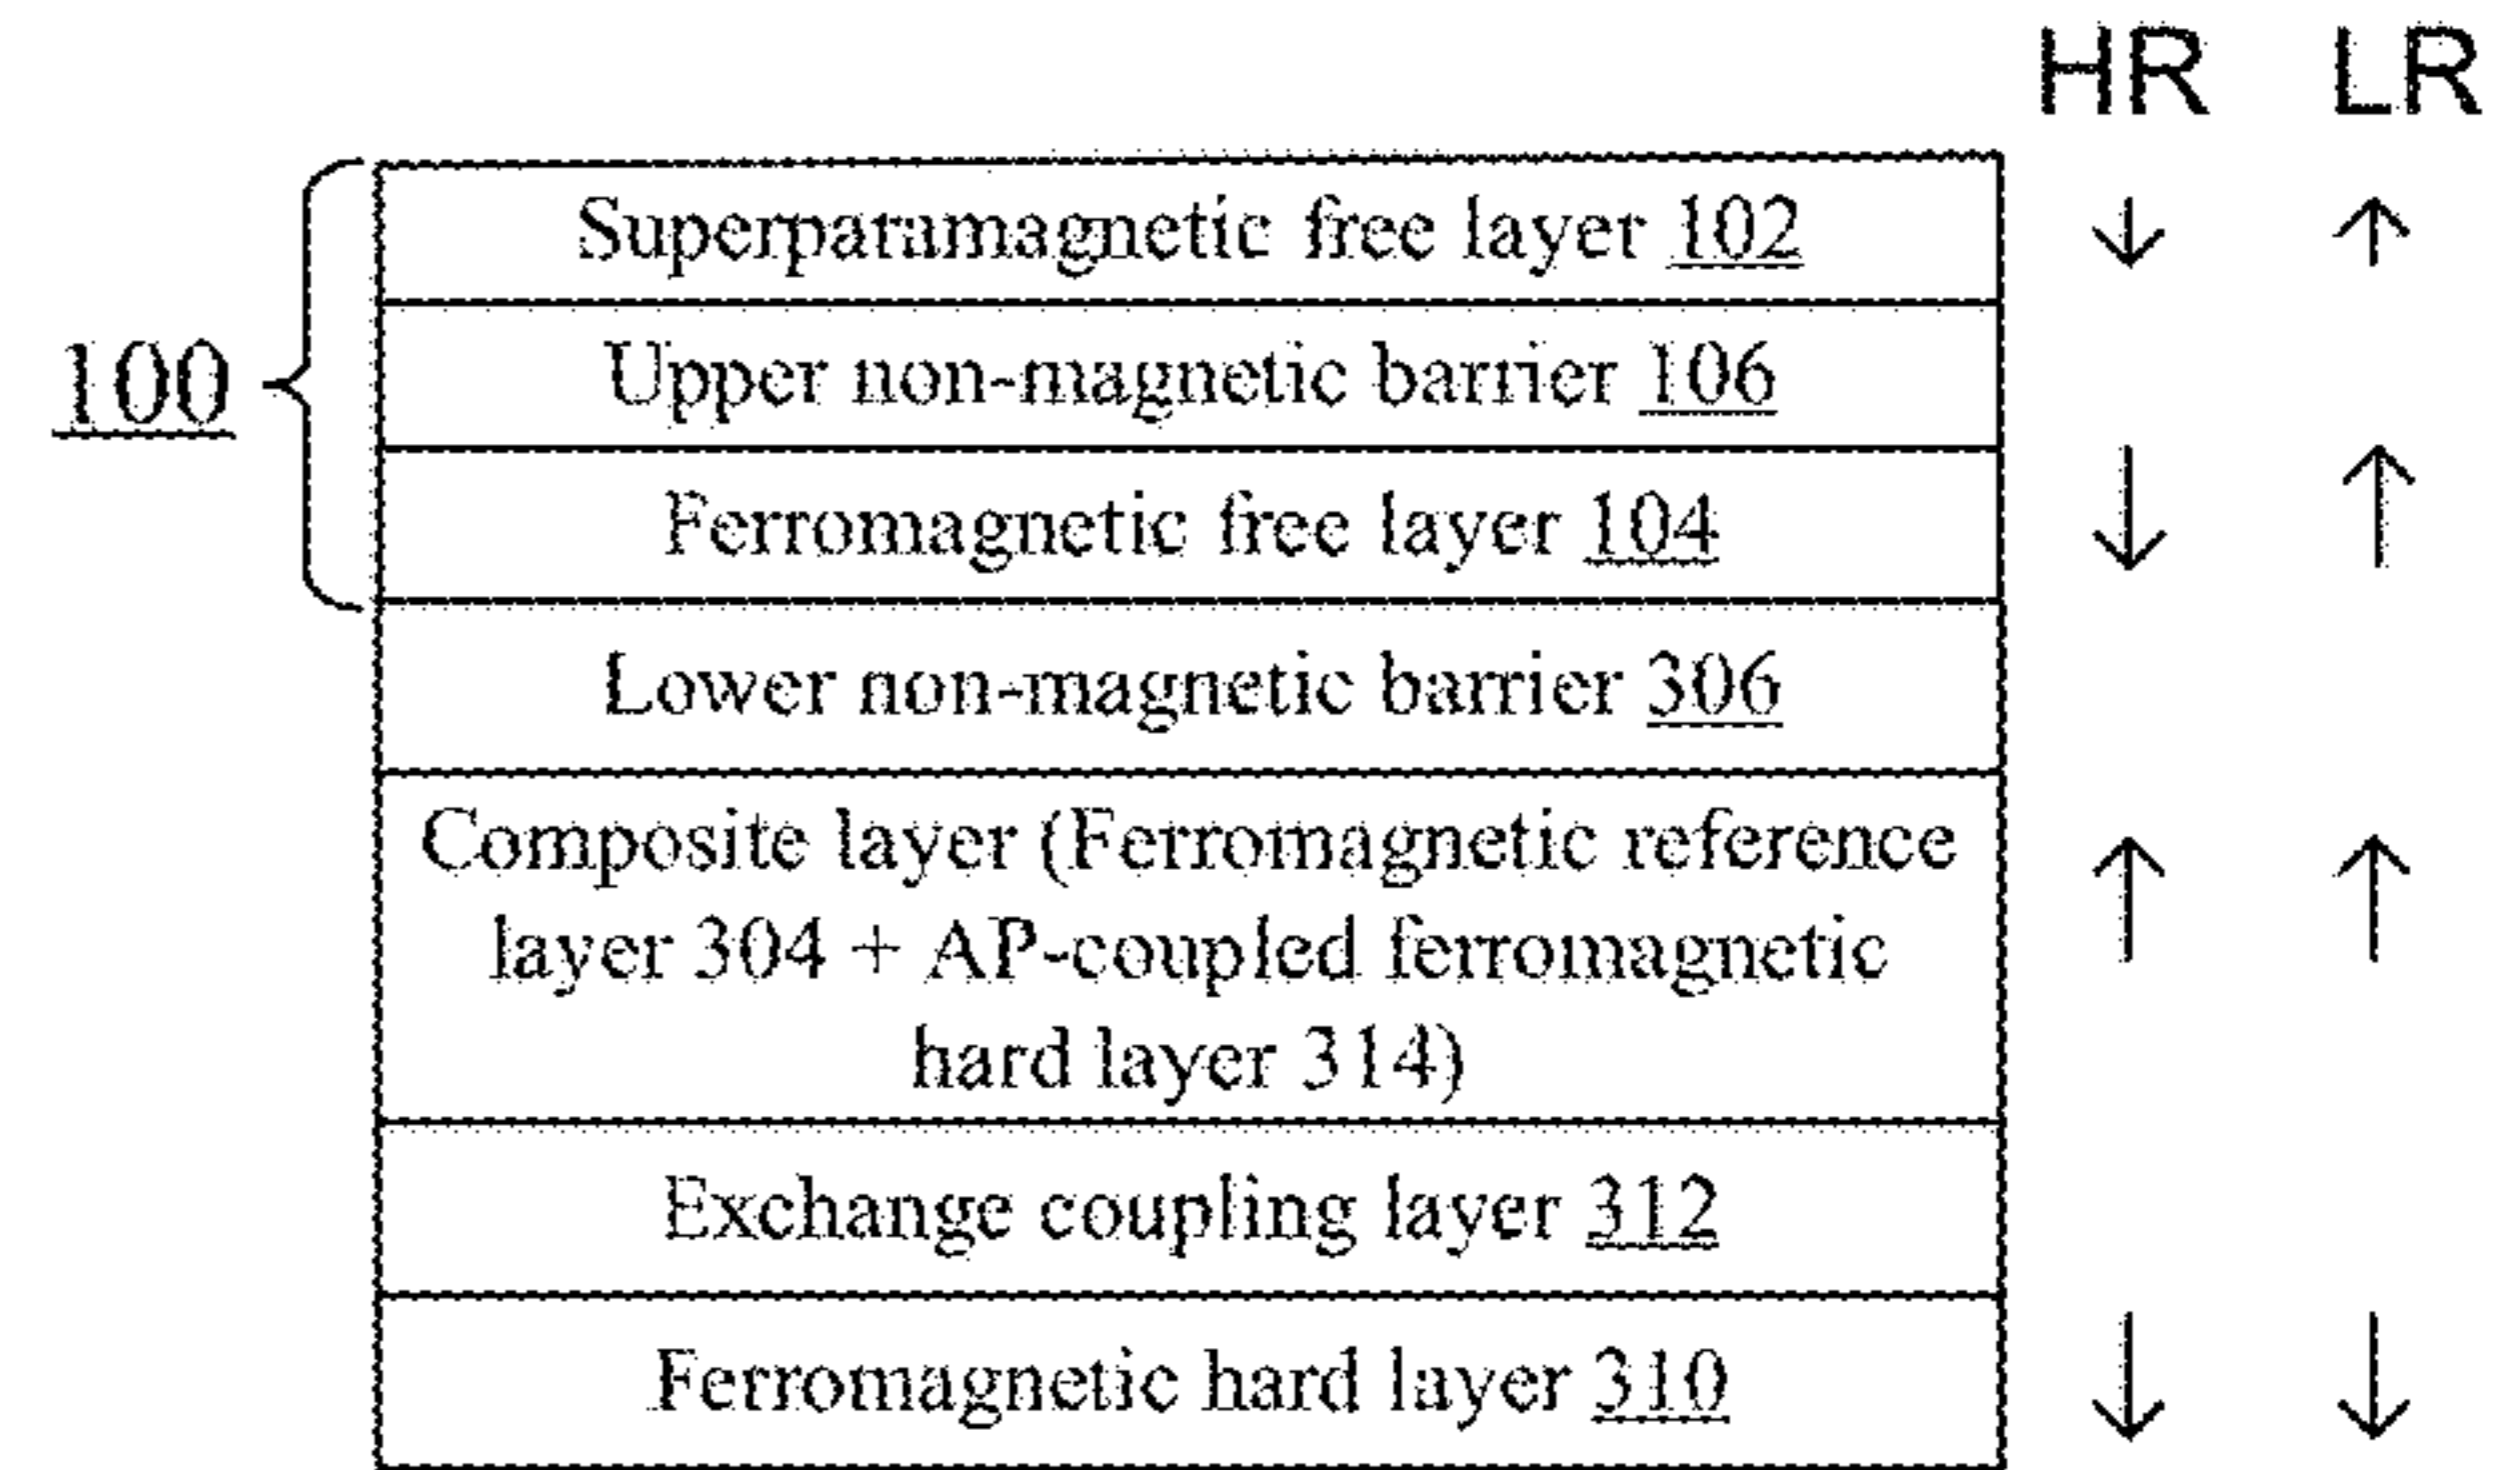 HR LR
Superparamagnetic free layer 102
Upper non-magnetic barrier 106
100
Ferromagnetic free layer 104
Lower non-magnetic barrier 306
Composite layer (Ferromagnetic reference
layer 304 + AP-coupled ferromagnetic
hard layer 314)
Exchange coupling layer 312
Ferromagnetic hard layer 310